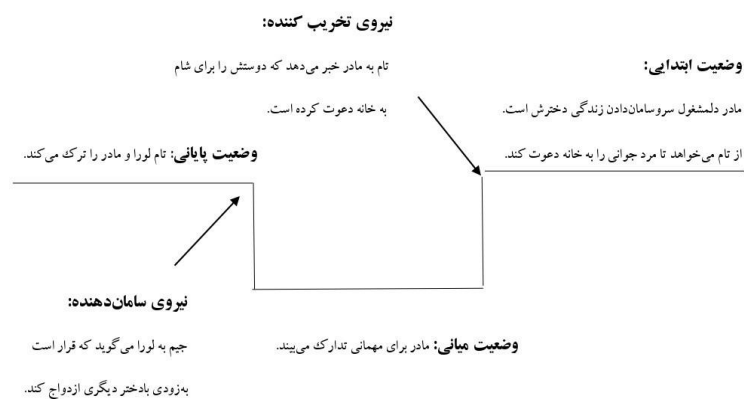 وضعیت ابتدایی:
مادر دلمشغول سروسامان‌دادن زندگی دخترش است.
از تام می‌خواهد تا مرد جوانی را به خانه دعوت کند.
نیروی تخریب کننده:
تام به مادر خبر می‌دهد که دوستش را برای شام
به خانه دعوت کرده است.
وضعیت میانی: مادر برای مهمانی تدارک می‌بیند.
نیروی سامان‌دهنده:
جیم به لورا می‌گوید که قرار است
به‌زودی بادختر دیگری ازدواج کند.
وضعیت پایانی: تام لورا و مادر را ترک می‌کند.